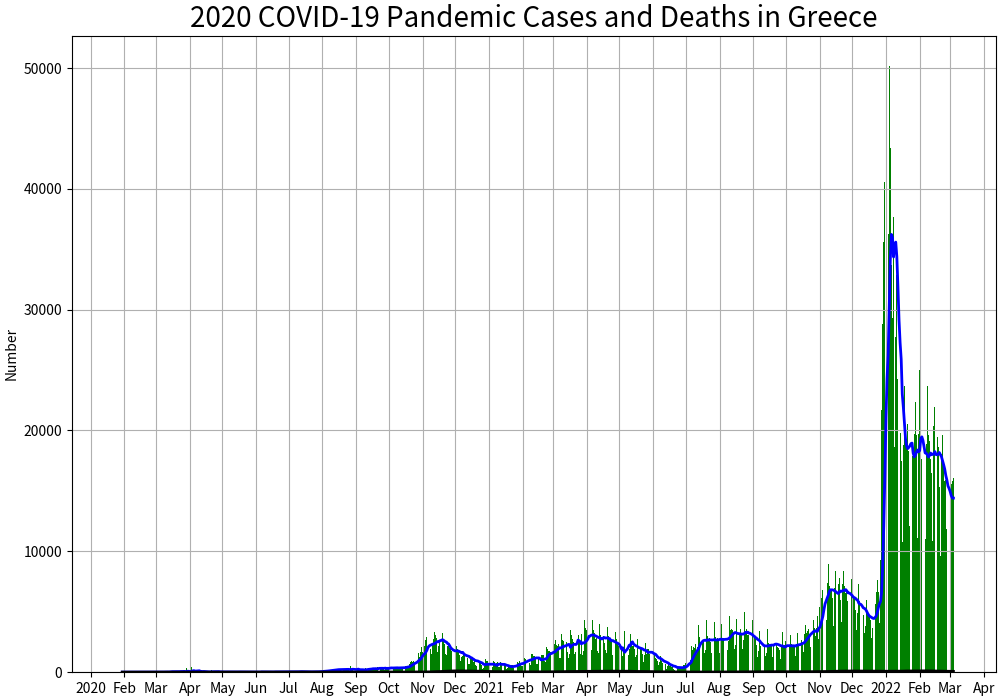 2020 COVID-19 Pandemic Cases and Deaths in Greece
50000
40000
30000
20000
10000
0
Number
2020 Feb Mar Apr May Jun Jul Aug Sep Oct Nov Dec 2021 Feb Mar Apr May Jun Jul Aug Sep Oct Nov Dec 2022 Feb Mar Apr